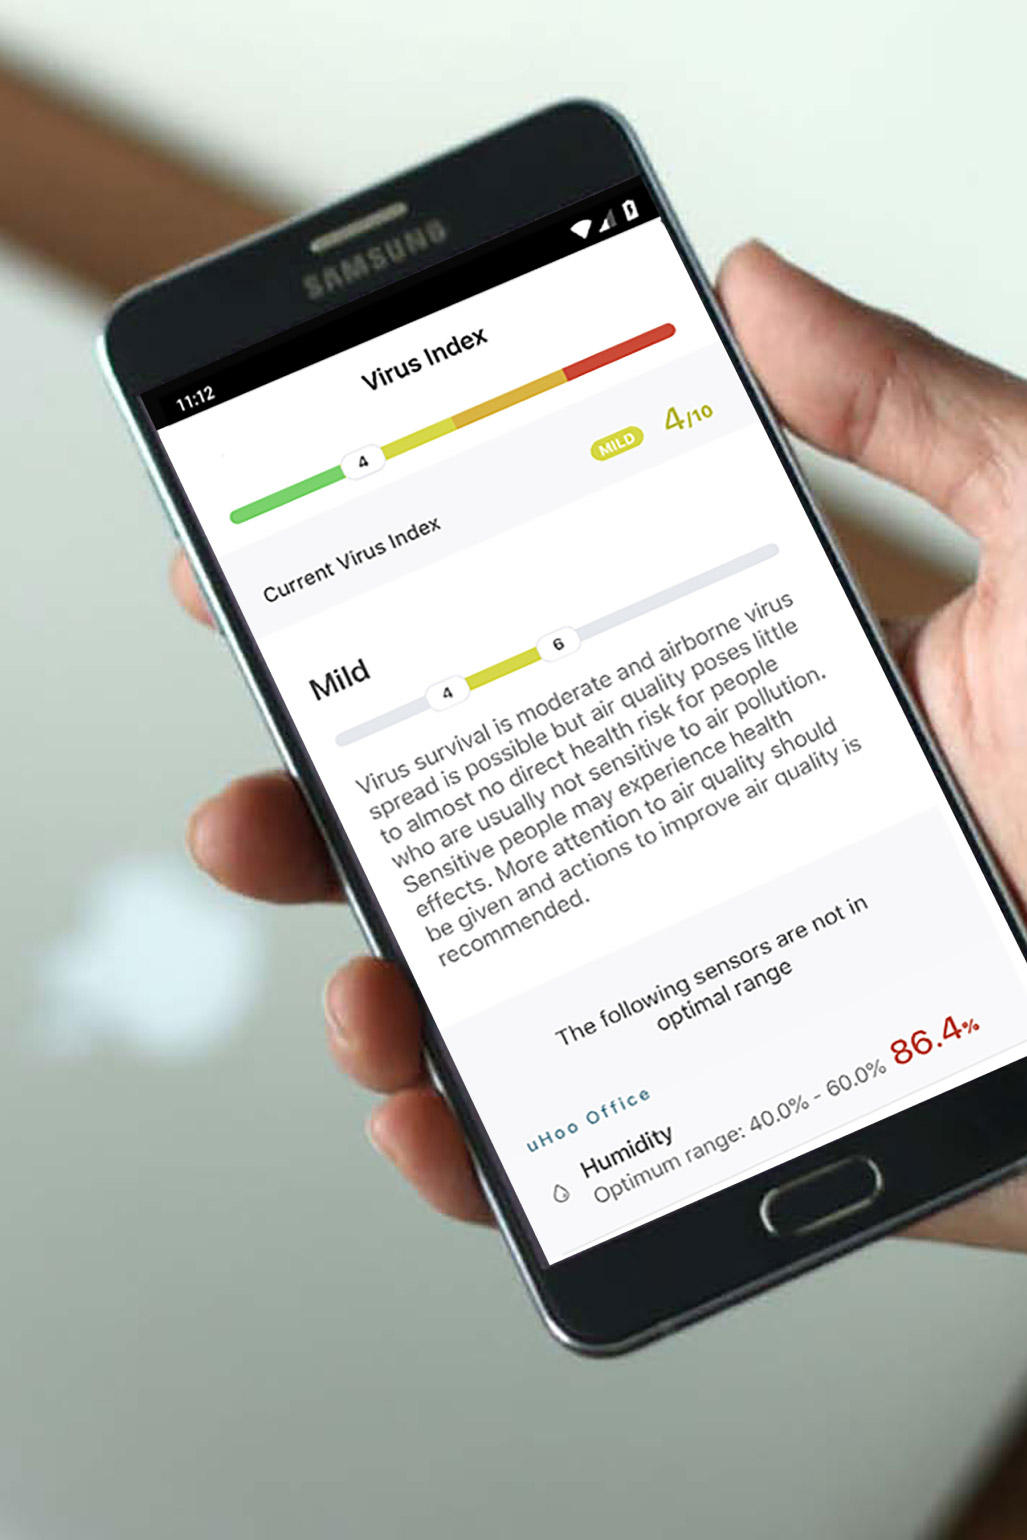 SAMSUNG
11:12
Virus Index
4
Current Virus Index
MILD
4/10
Mild
4
6
Virus survival is moderate and airborne virus
spread is possible but air quality poses little
to almost no direct health risk for people
who are usually not sensitive to air pollution.
Sensitive people may experience health
effects. More attention to air quality should
be given and actions to improve air quality is
recommended.
The following sensors are not in
optimal range
uHoo Office
Humidity
Optimum range: 40.0% - 60.0%
86.4%